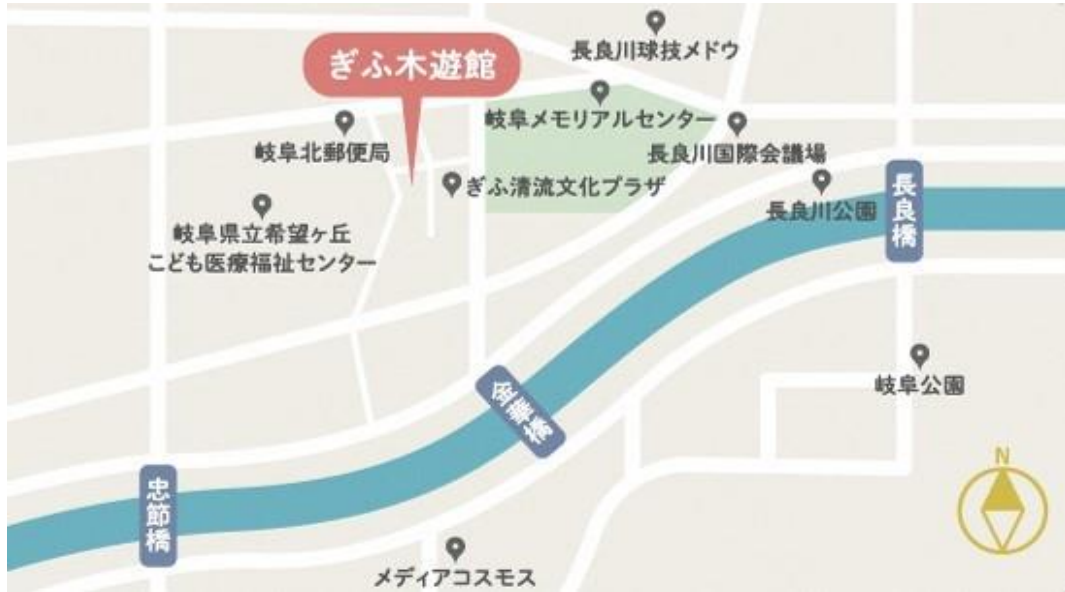 長良川球技メドウ
ぎふ木遊館
岐阜メモリアルセンター
岐阜北郵便局
長良川国際会議場
ぎふ清流文化プラザ
長良川公園
長良橋
岐阜県立希望ヶ丘
こども医療福祉センター
岐阜公園
金華橋
N
忠節橋
メディアコスモス